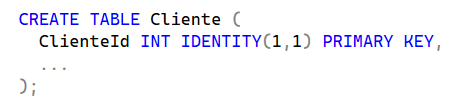 CREATE TABLE Cliente (
  ClienteId INT IDENTITY(1,1) PRIMARY KEY,
  ...
);